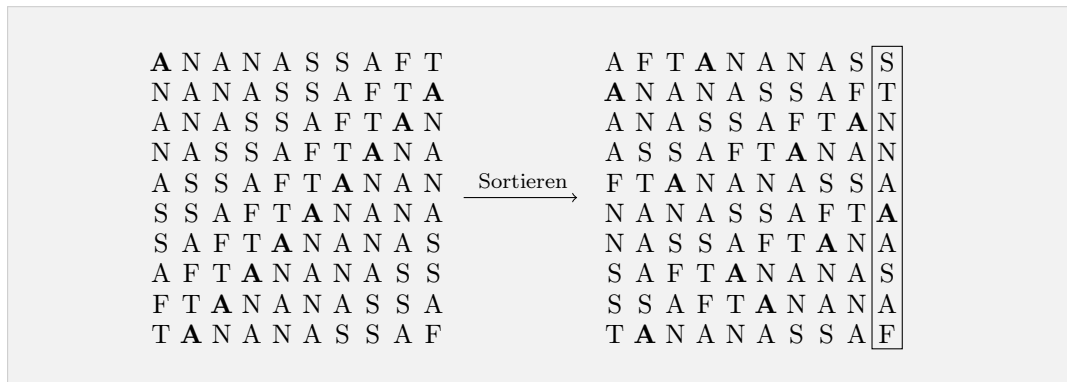 A N A N A S S A F T
N A N A S S A F T A
A N A S S A F T A N
N A S S A F T A N A
A S S A F T A N A N
S S A F T A N A N A
S A F T A N A N A S
A F T A N A N A S S
F T A N A N A S S A
T A N A N A S S A F
Sortieren
A F T A N A N A S S
A N A N A S S A F T
A N A S S A F T A N
A S S A F T A N A N
F T A N A N A S S A
N A N A S S A F T A
N A S S A F T A N A
S A F T A N A N A S
S S A F T A N A N A
T A N A N A S S A F